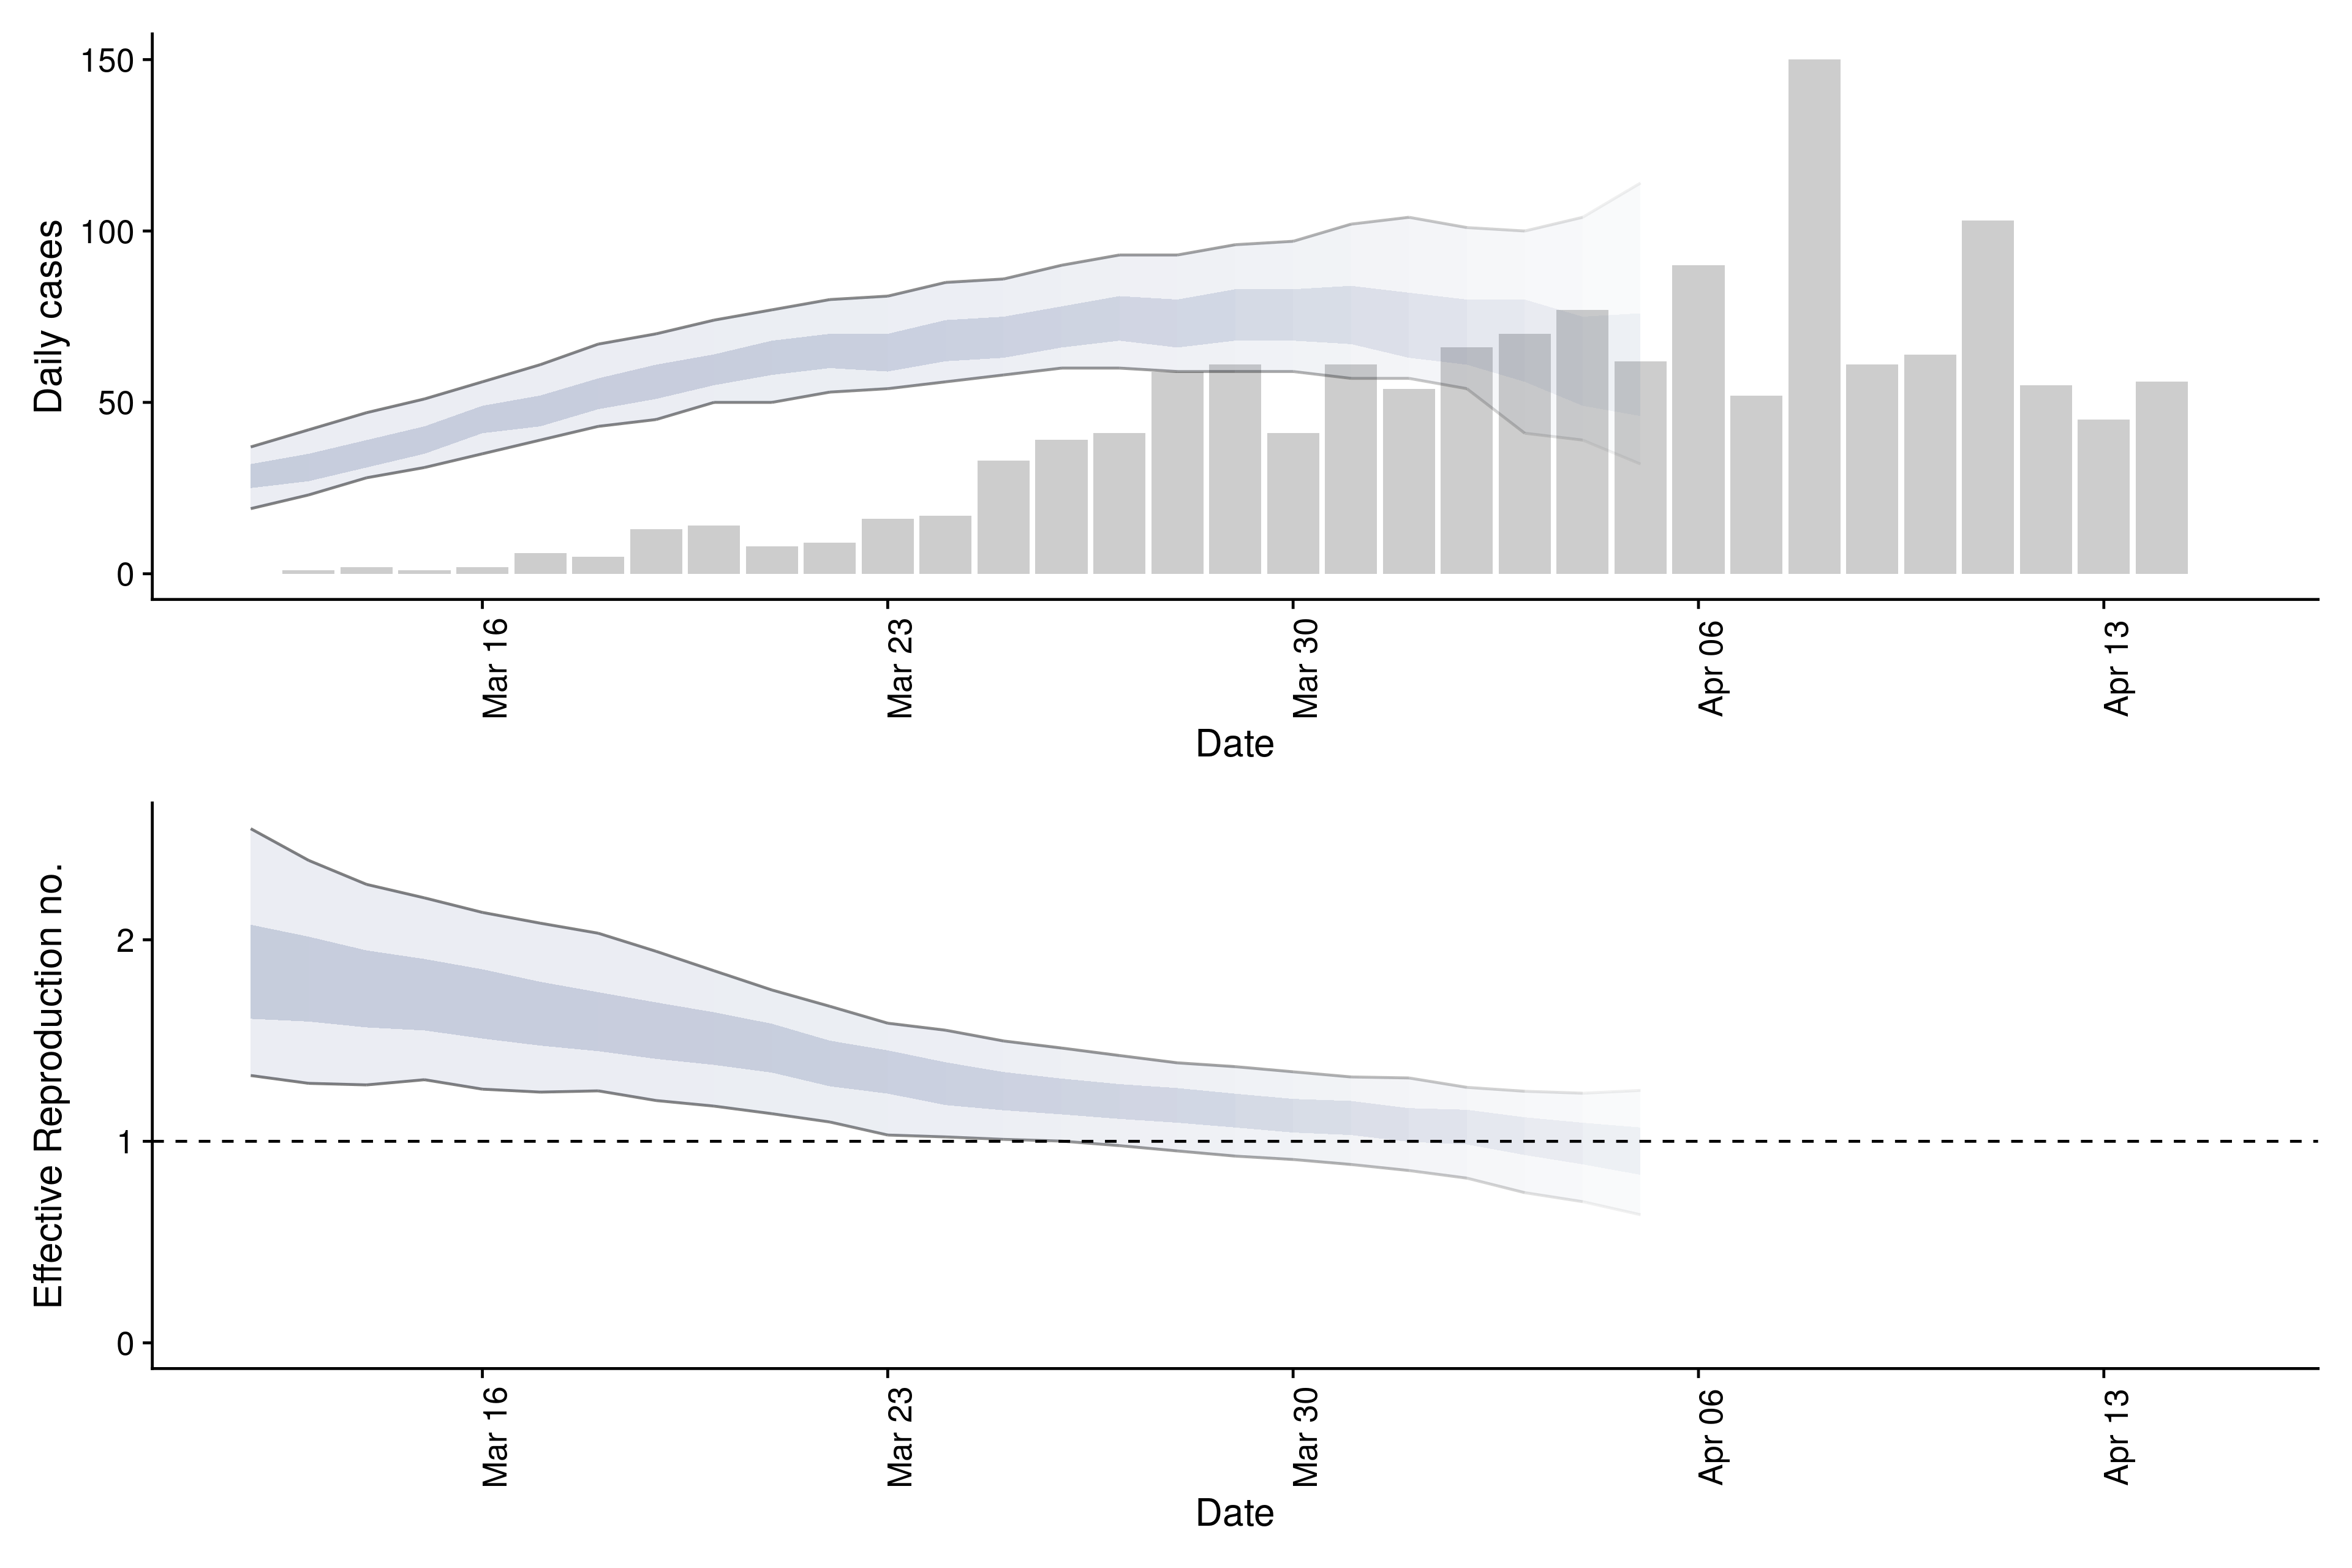 Daily cases
150
100
50
0
Mar 16
Mar 23
Mar 30
Apr 06
Apr 13
Date
Effective Reproduction no.
2
1
0
Mar 16
Mar 23
Mar 30
Apr 06
Apr 13
Date